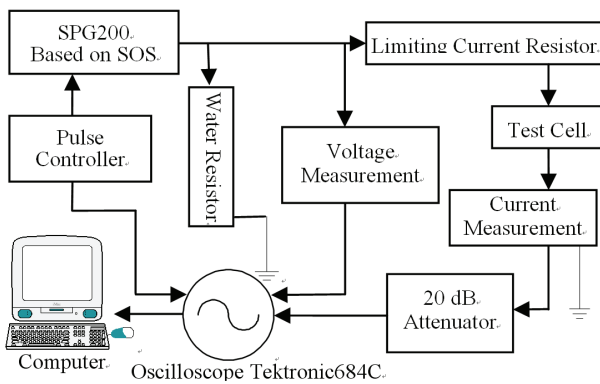 SPG200
Based on SOS
Limiting Current Resistor
Water Resistor
Pulse
Controller
Voltage
Measurement
Test Cell
Current
Measurement
20 dB
Attenuator
Computer
Oscilloscope Tektronic684C